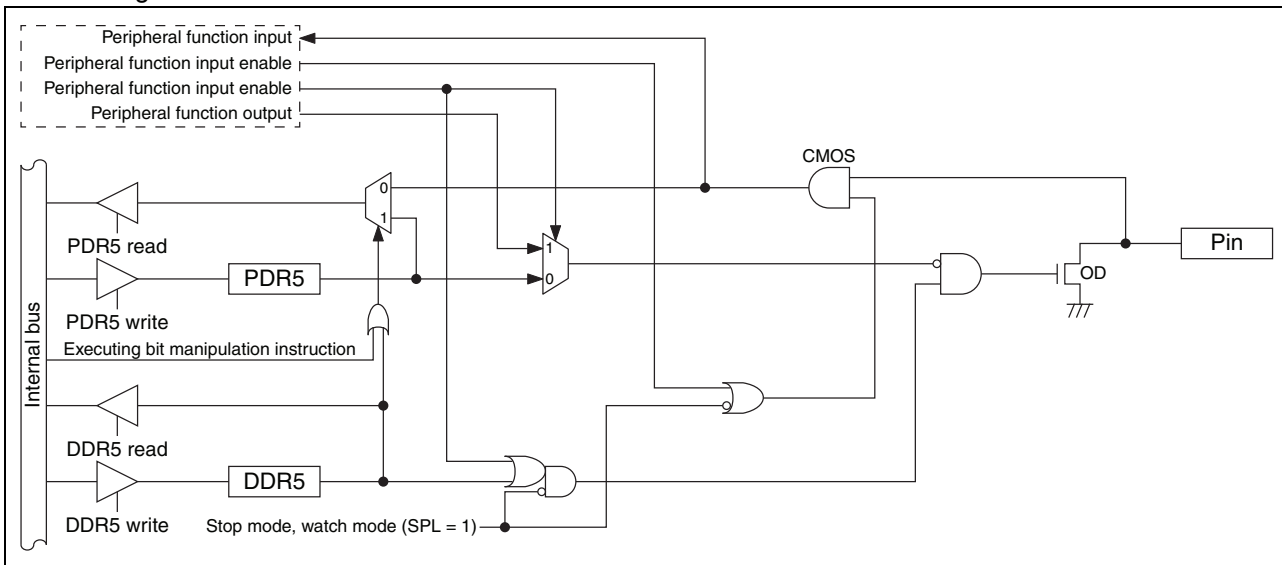 Peripheral function input
Peripheral function input enable
Peripheral function input enable
Peripheral function output
CMOS
0
1
PDR5 read
1
0
Pin
OD
PDR5
PDR5 write
Executing bit manipulation instruction
Internal bus
DDR5 read
DDR5
DDR5 write
Stop mode, watch mode (SPL = 1)